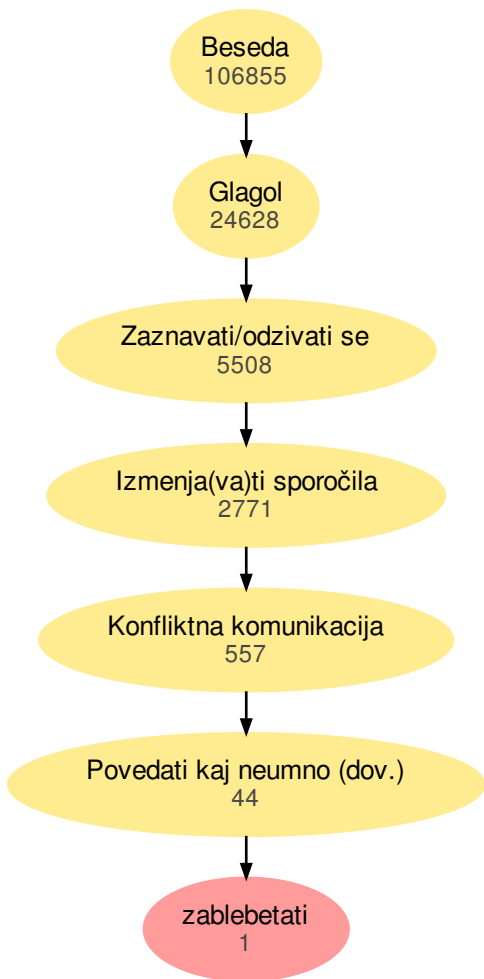 Beseda
106855
Glagol
24628
Zaznavati/odzivati se
5508
Izmenja(va)ti sporočila
2771
Konfliktna komunikacija
557
Povedati kaj neumno (dov.)
44
zablebetati
1